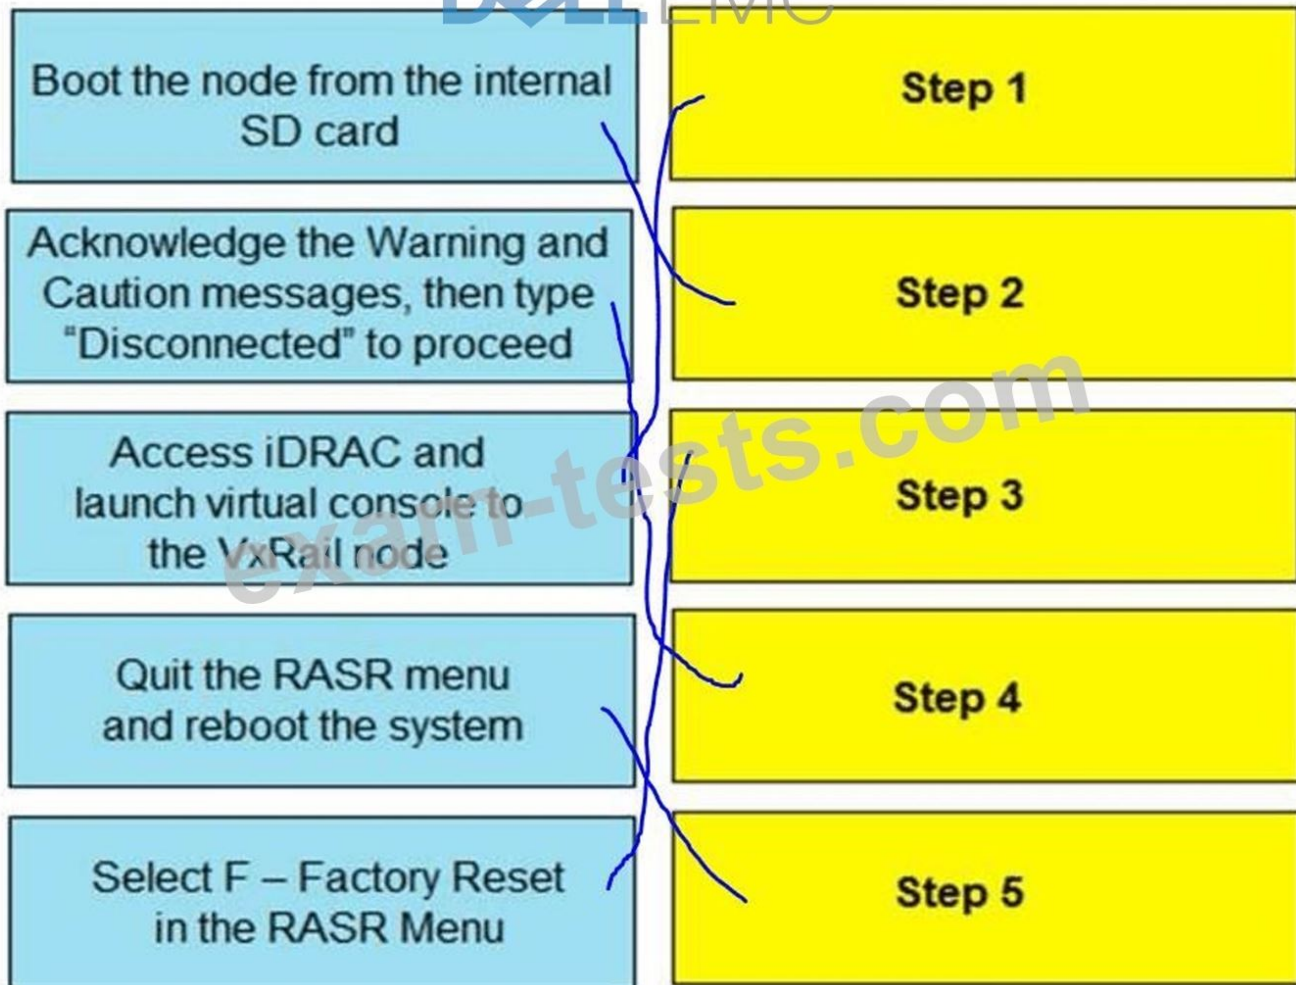 DELLEMC
Boot the node from the internal
SD card
Step 1
Acknowledge the Warning and
Caution messages, then type
“Disconnected” to proceed
Step 2
Access iDRAC and
launch virtual console to
the VxRail node
Step 3
exam-tests.com
Quit the RASR menu
and reboot the system
Step 4
Select F – Factory Reset
in the RASR Menu
Step 5